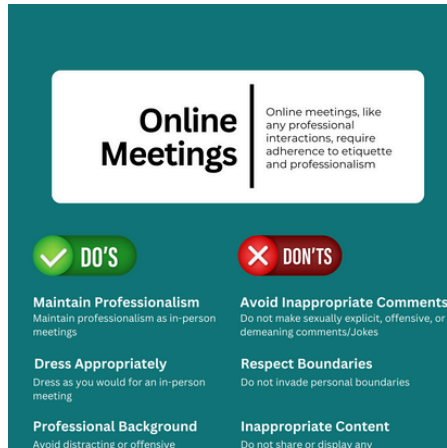 Online
Meetings
Online meetings, like
any professional
interactions, require
adherence to etiquette
and professionalism
DO'S
Maintain Professionalism
Maintain professionalism as in-person
meetings
Dress Appropriately
Dress as you would for an in-person
meeting
Professional Background
Avoid distracting or offensive
DON'TS
Avoid Inappropriate Comments
Do not make sexually explicit, offensive, or
demeaning comments/Jokes
Respect Boundaries
Do not invade personal boundaries
Inappropriate Content
Do not share or display any